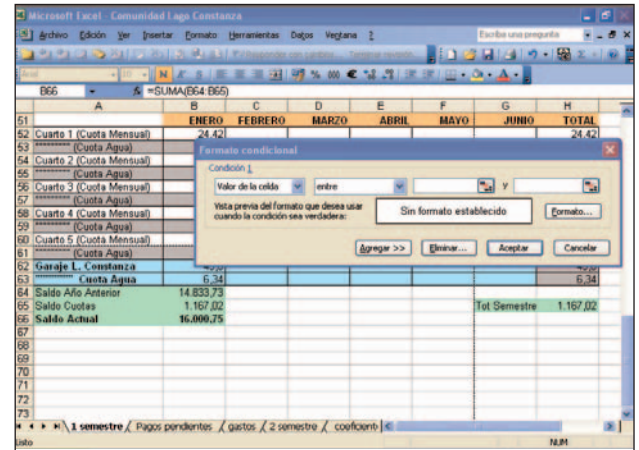 Microsoft Excel - Comunidad Lago Constanza
Archivo Edición Ver Insertar Formato Herramientas Datos Ventana ? Escriba una pregunta
N K S % 000 €
B66 fx =SUMA(B64:B65)
A B C D E F G H
51 ENERO FEBRERO MARZO ABRIL MAYO JUNIO TOTAL
52 Cuarto 1 (Cuota Mensual) 24,42 24,42
53 ********* (Cuota Agua)
54 Cuarto 2 (Cuota Mensual)
55 ********* (Cuota Agua)
56 Cuarto 3 (Cuota Mensual)
57 ********* (Cuota Agua)
58 Cuarto 4 (Cuota Mensual)
59 ********* (Cuota Agua)
60 Cuarto 5 (Cuota Mensual)
61 ********* (Cuota Agua)
62 Garaje L. Constanza
63 ********* Cuota Agua 6,34 6,34
64 Saldo Año Anterior 14.833,73
65 Saldo Cuotas 1.167,02 Tot Semestre 1.167,02
66 Saldo Actual 16.000,75
67
68
69
70
71
72
73
Formato condicional
Condición 1
Valor de la celda entre y
Vista previa del formato que desea usar
cuando la condición sea verdadera:
Sin formato establecido
Formato...
Agregar >> Eliminar... Aceptar Cancelar
1 semestre / Pagos pendientes / gastos / 2 semestre / coeficient
Listo NUM